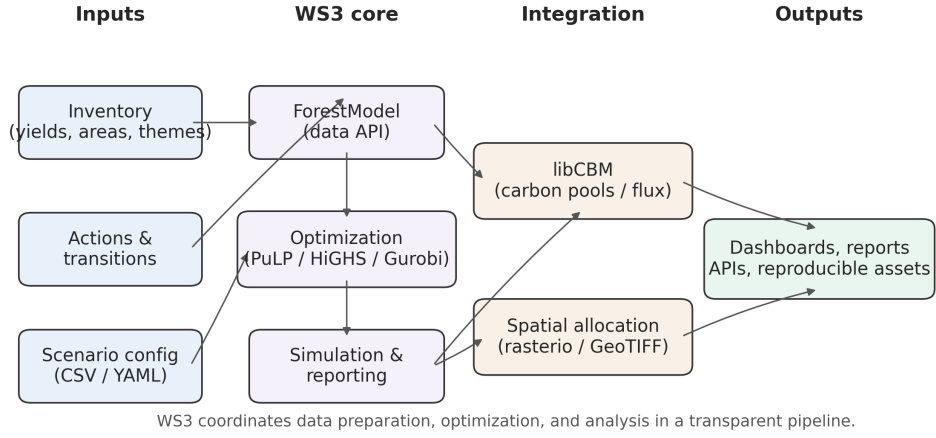 Inputs
WS3 core
Integration
Outputs
Inventory
(yields, areas, themes)
Actions &
transitions
Scenario config
(CSV / YAML)
ForestModel
(data API)
Optimization
(PuLP / HiGHS / Gurobi)
Simulation &
reporting
libCBM
(carbon pools / flux)
Spatial allocation
(rasterio / GeoTIFF)
Dashboards, reports
APIs, reproducible assets
WS3 coordinates data preparation, optimization, and analysis in a transparent pipeline.